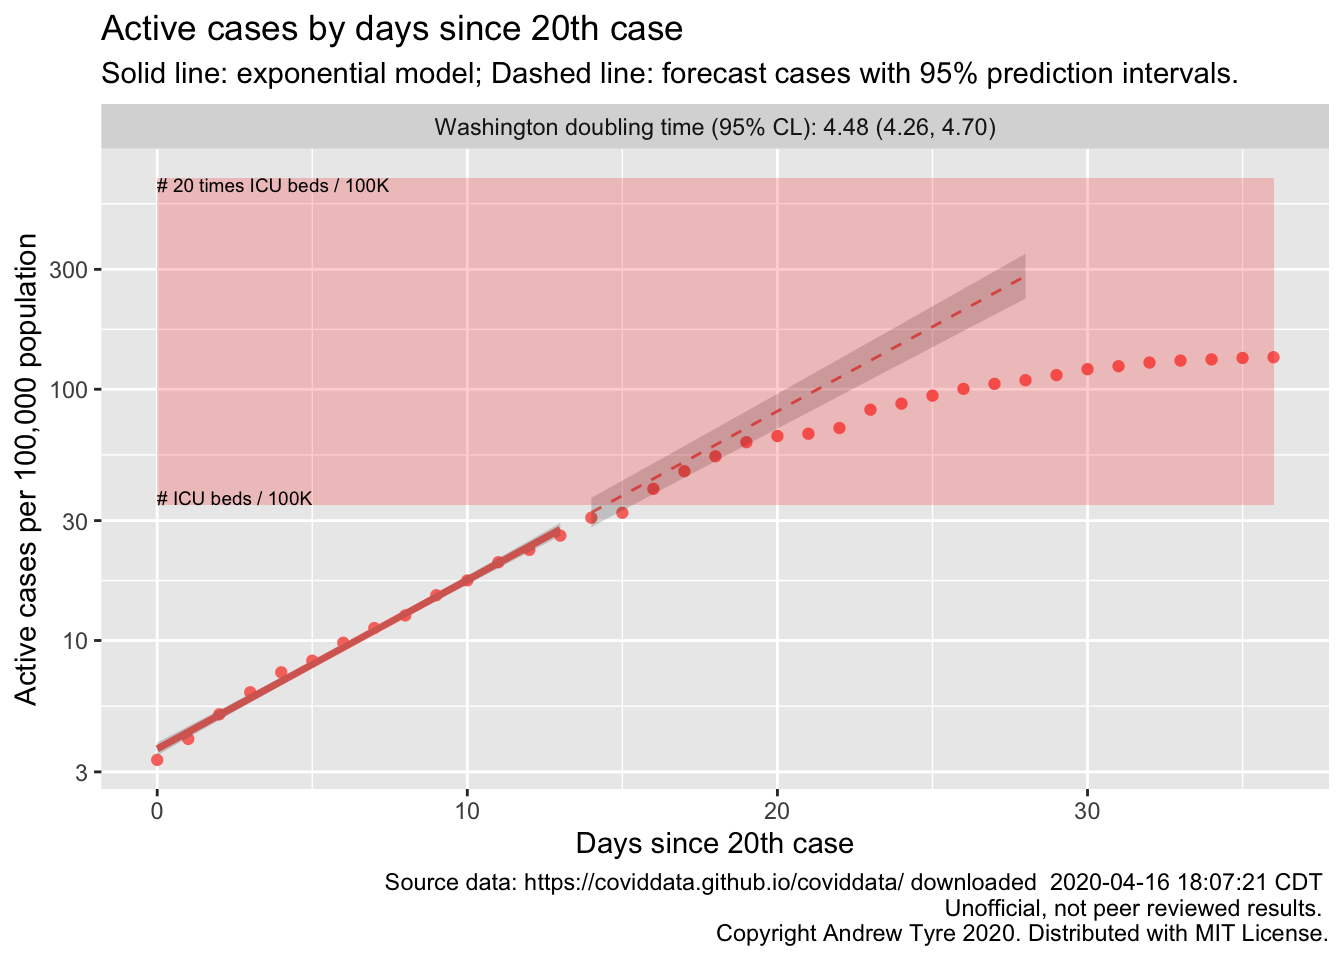 Active cases by days since 20th case
Solid line: exponential model; Dashed line: forecast cases with 95% prediction intervals.
Washington doubling time (95% CL): 4.48 (4.26, 4.70)
# 20 times ICU beds / 100K
# ICU beds / 100K
Active cases per 100,000 population
300
100
30
10
3
0 10 20 30
Days since 20th case
Source data: https://coviddata.github.io/coviddata/ downloaded  2020-04-16 18:07:21 CDT
Unofficial, not peer reviewed results.
Copyright Andrew Tyre 2020. Distributed with MIT License.